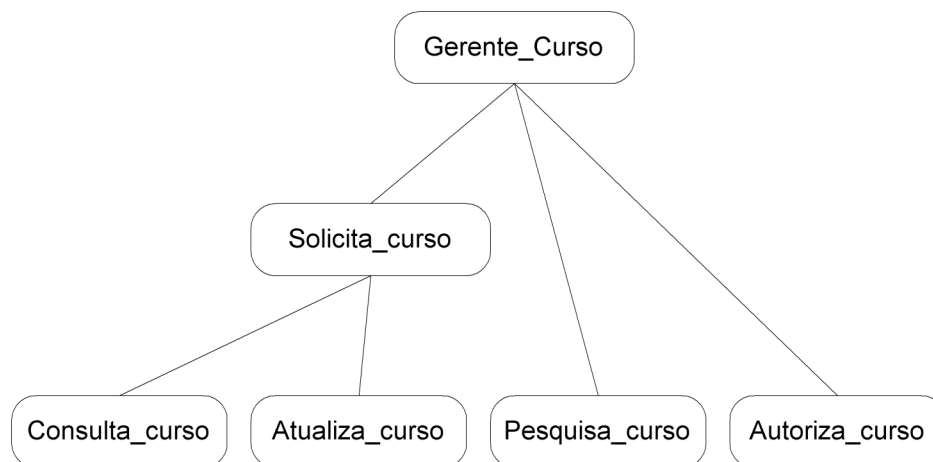 Gerente_Curso
Solicita_curso
Consulta_curso
Atualiza_curso
Pesquisa_curso
Autoriza_curso